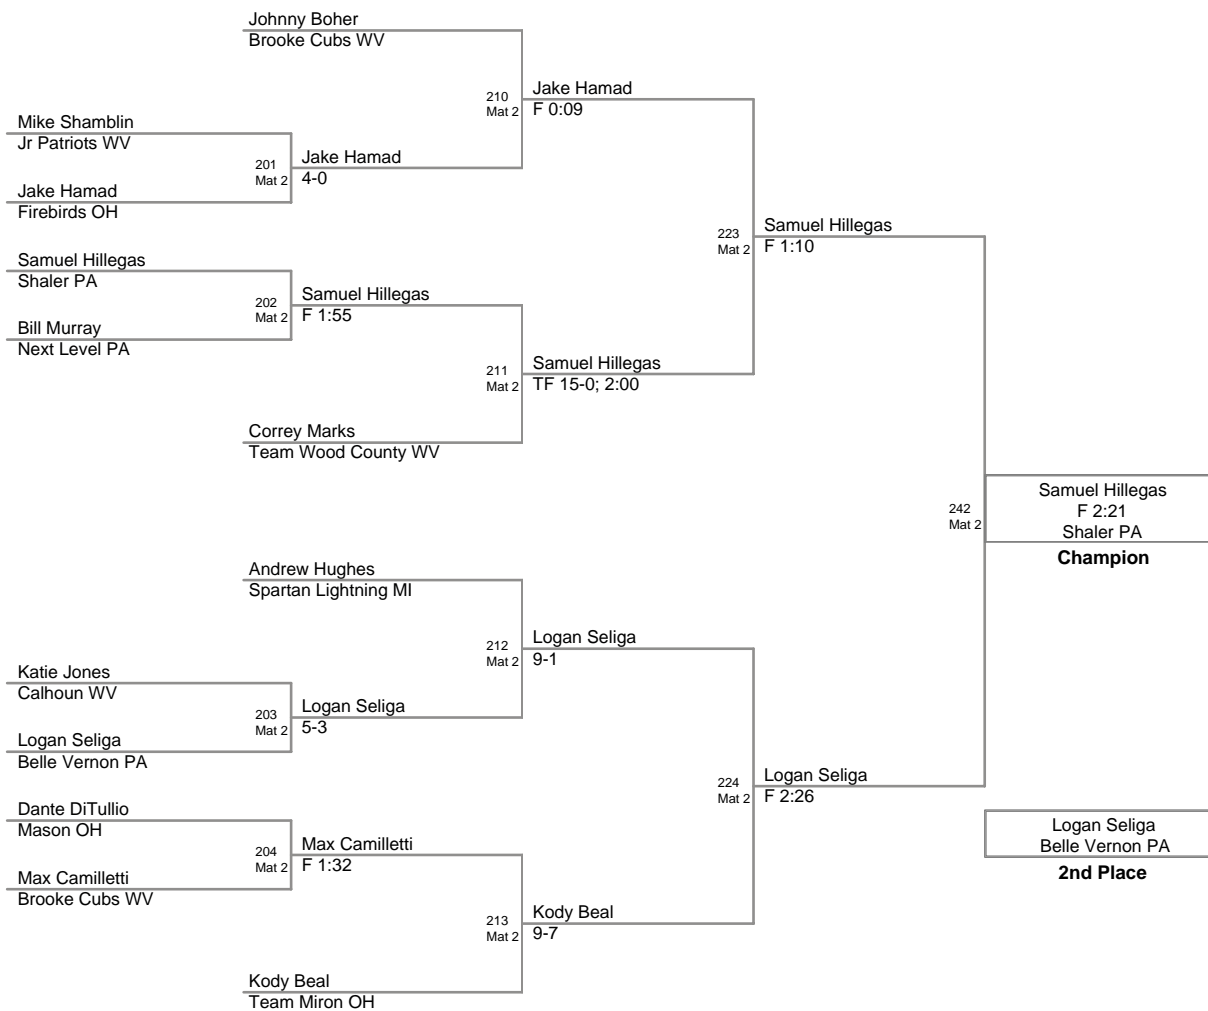 Johnny Boher
Brooke Cubs WV
210
Mat 2
Jake Hamad
F 0:09
Mike Shamblin
Jr Patriots WV
201
Mat 2
Jake Hamad
4-0
Jake Hamad
Firebirds OH
223
Mat 2
Samuel Hillegas
F 1:10
Samuel Hillegas
Shaler PA
202
Mat 2
Samuel Hillegas
F 1:55
Bill Murray
Next Level PA
211
Mat 2
Samuel Hillegas
TF 15-0; 2:00
Correy Marks
Team Wood County WV
242
Mat 2
Samuel Hillegas
F 2:21
Shaler PA
Champion
Andrew Hughes
Spartan Lightning MI
212
Mat 2
Logan Seliga
9-1
Katie Jones
Calhoun WV
203
Mat 2
Logan Seliga
5-3
Logan Seliga
Belle Vernon PA
224
Mat 2
Logan Seliga
F 2:26
Dante DiTullio
Mason OH
204
Mat 2
Max Camilletti
F 1:32
Max Camilletti
Brooke Cubs WV
Logan Seliga
Belle Vernon PA
2nd Place
213
Mat 2
Kody Beal
9-7
Kody Beal
Team Miron OH